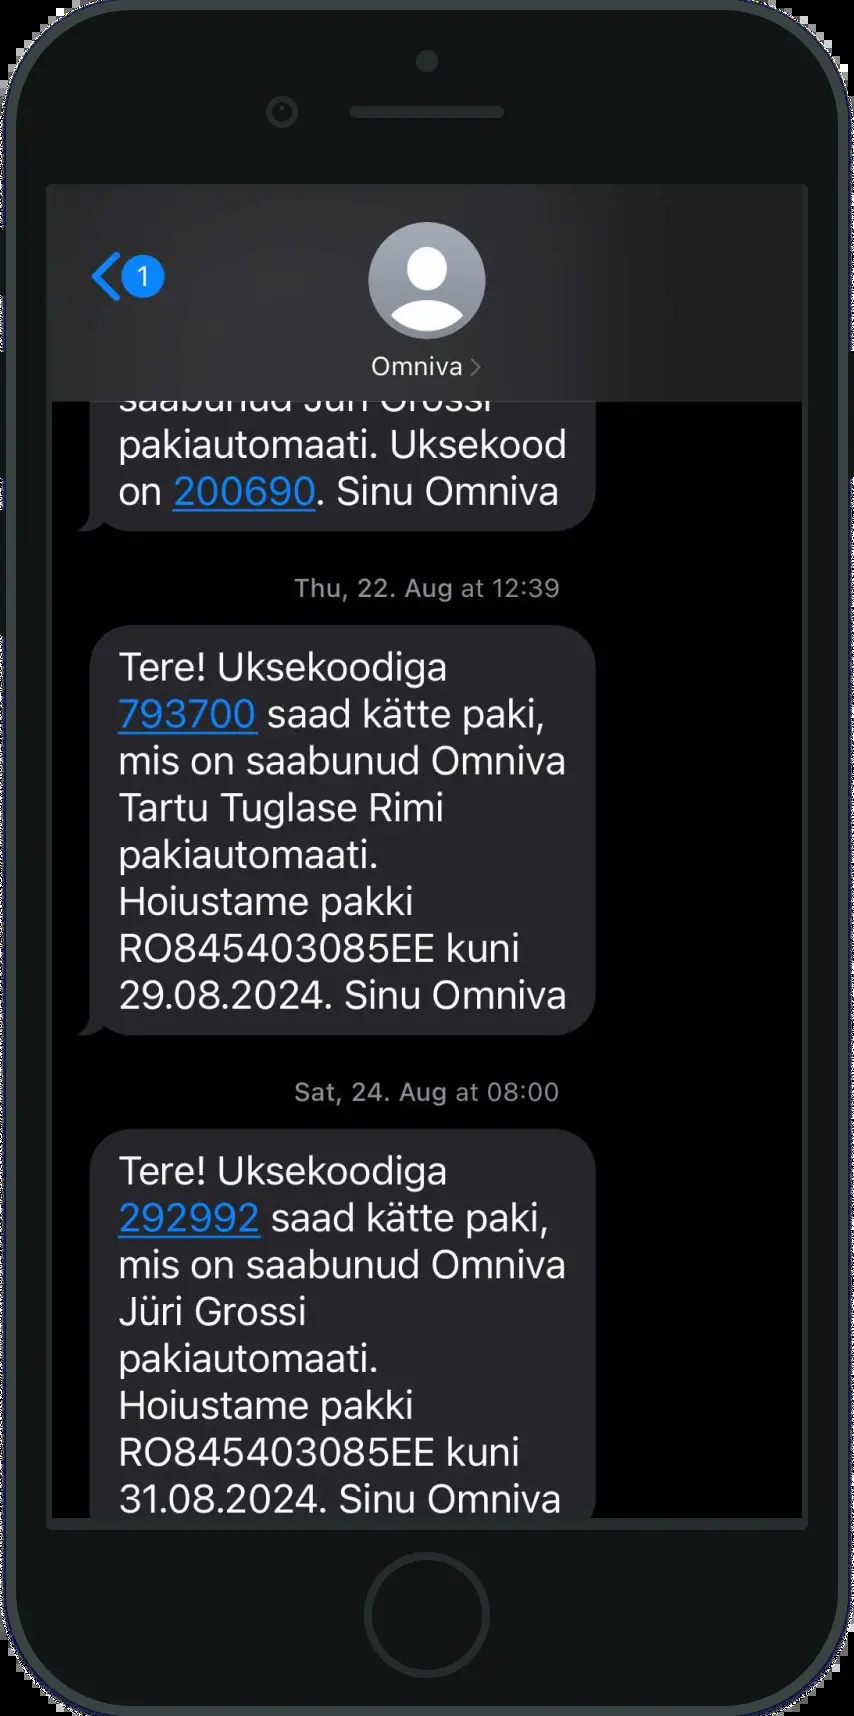 1
Omniva
saabunud Jüri Grossi
pakiautomaati. Uksekood
on 200690. Sinu Omniva
Thu, 22. Aug at 12:39
Tere! Uksekoodiga
793700 saad kätte paki,
mis on saabunud Omniva
Tartu Tuglase Rimi
pakiautomaati.
Hoiustame pakki
RO845403085EE kuni
29.08.2024. Sinu Omniva
Sat, 24. Aug at 08:00
Tere! Uksekoodiga
292992 saad kätte paki,
mis on saabunud Omniva
Jüri Grossi
pakiautomaati.
Hoiustame pakki
RO845403085EE kuni
31.08.2024. Sinu Omniva